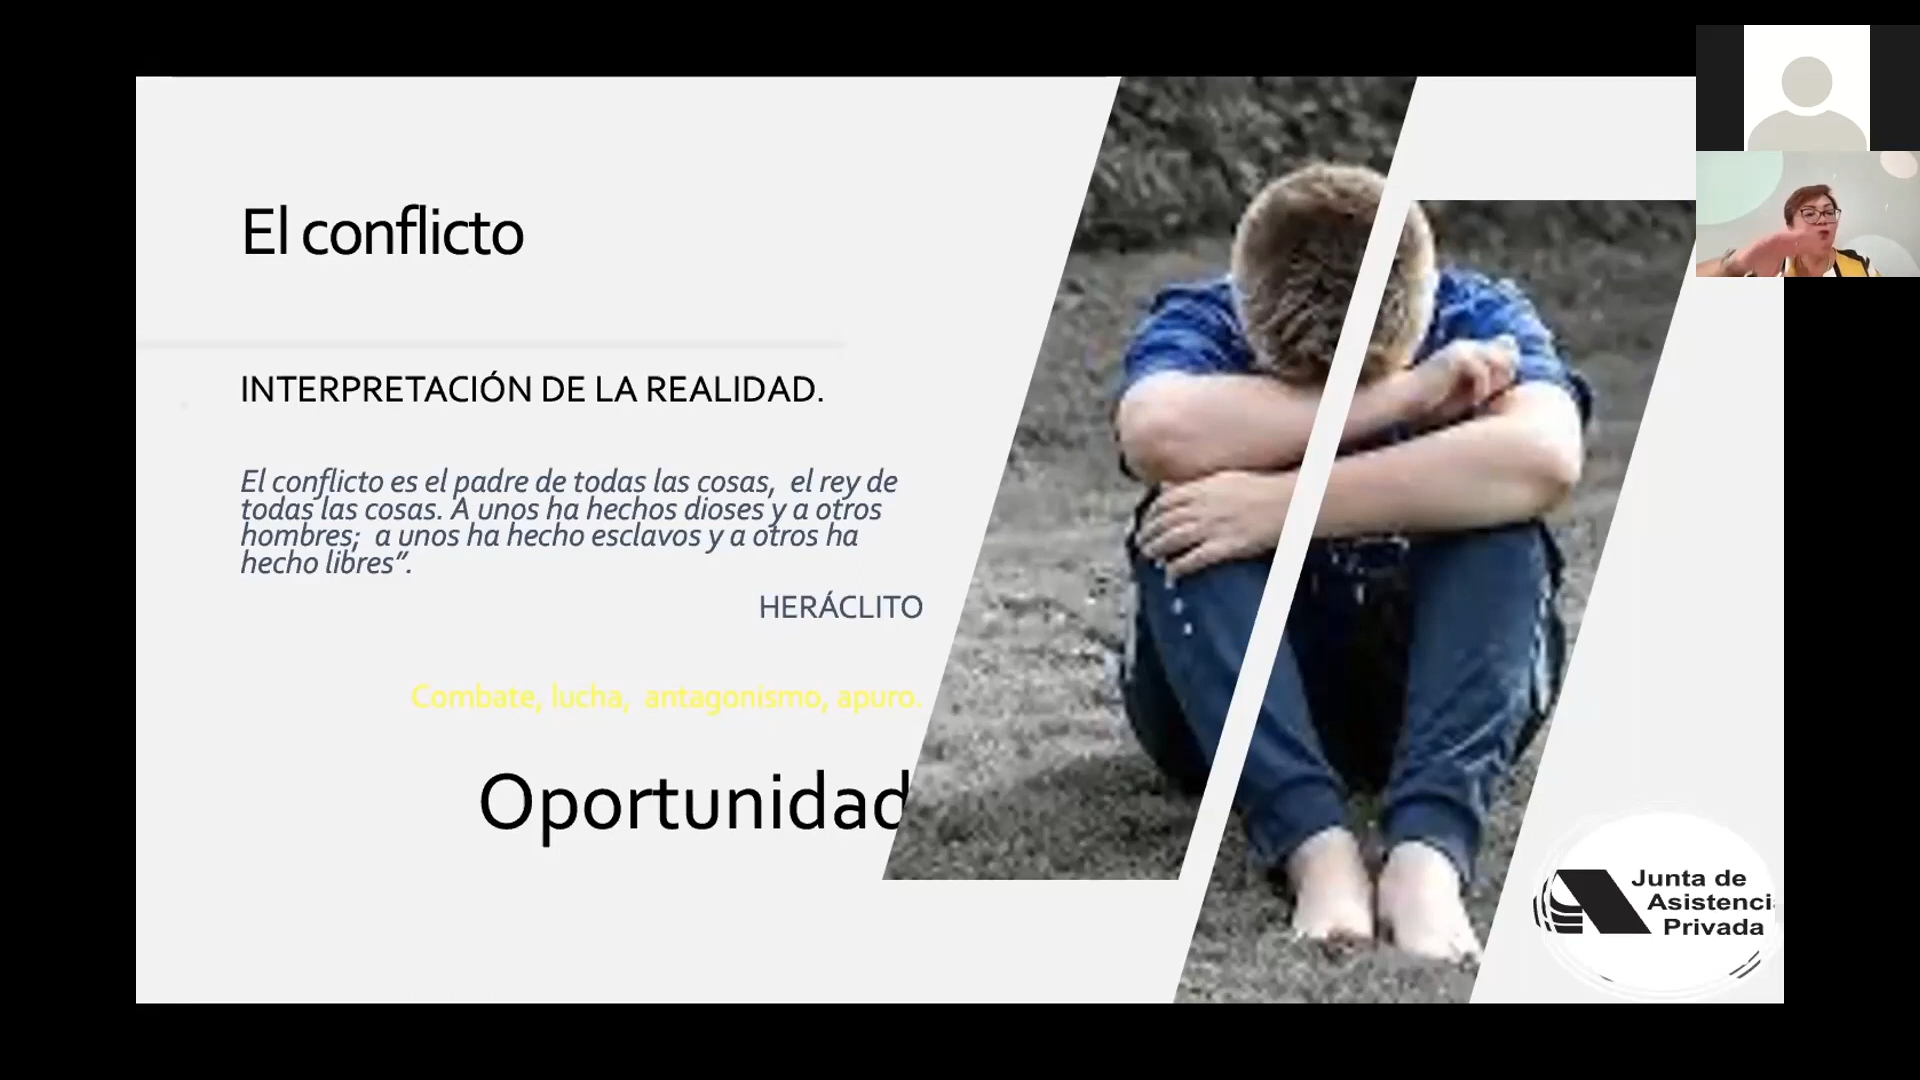 El conflicto
INTERPRETACIÓN DE LA REALIDAD.
El conflicto es el padre de todas las cosas, el rey de
todas las cosas. A unos ha hechos dioses y a otros
hombres; a unos ha hecho esclavos y a otros ha
hecho libres”.
HERÁCLITO
Combate, lucha, antagonismo, apuro.
Oportunidad
Junta de
Asistenci
Privada